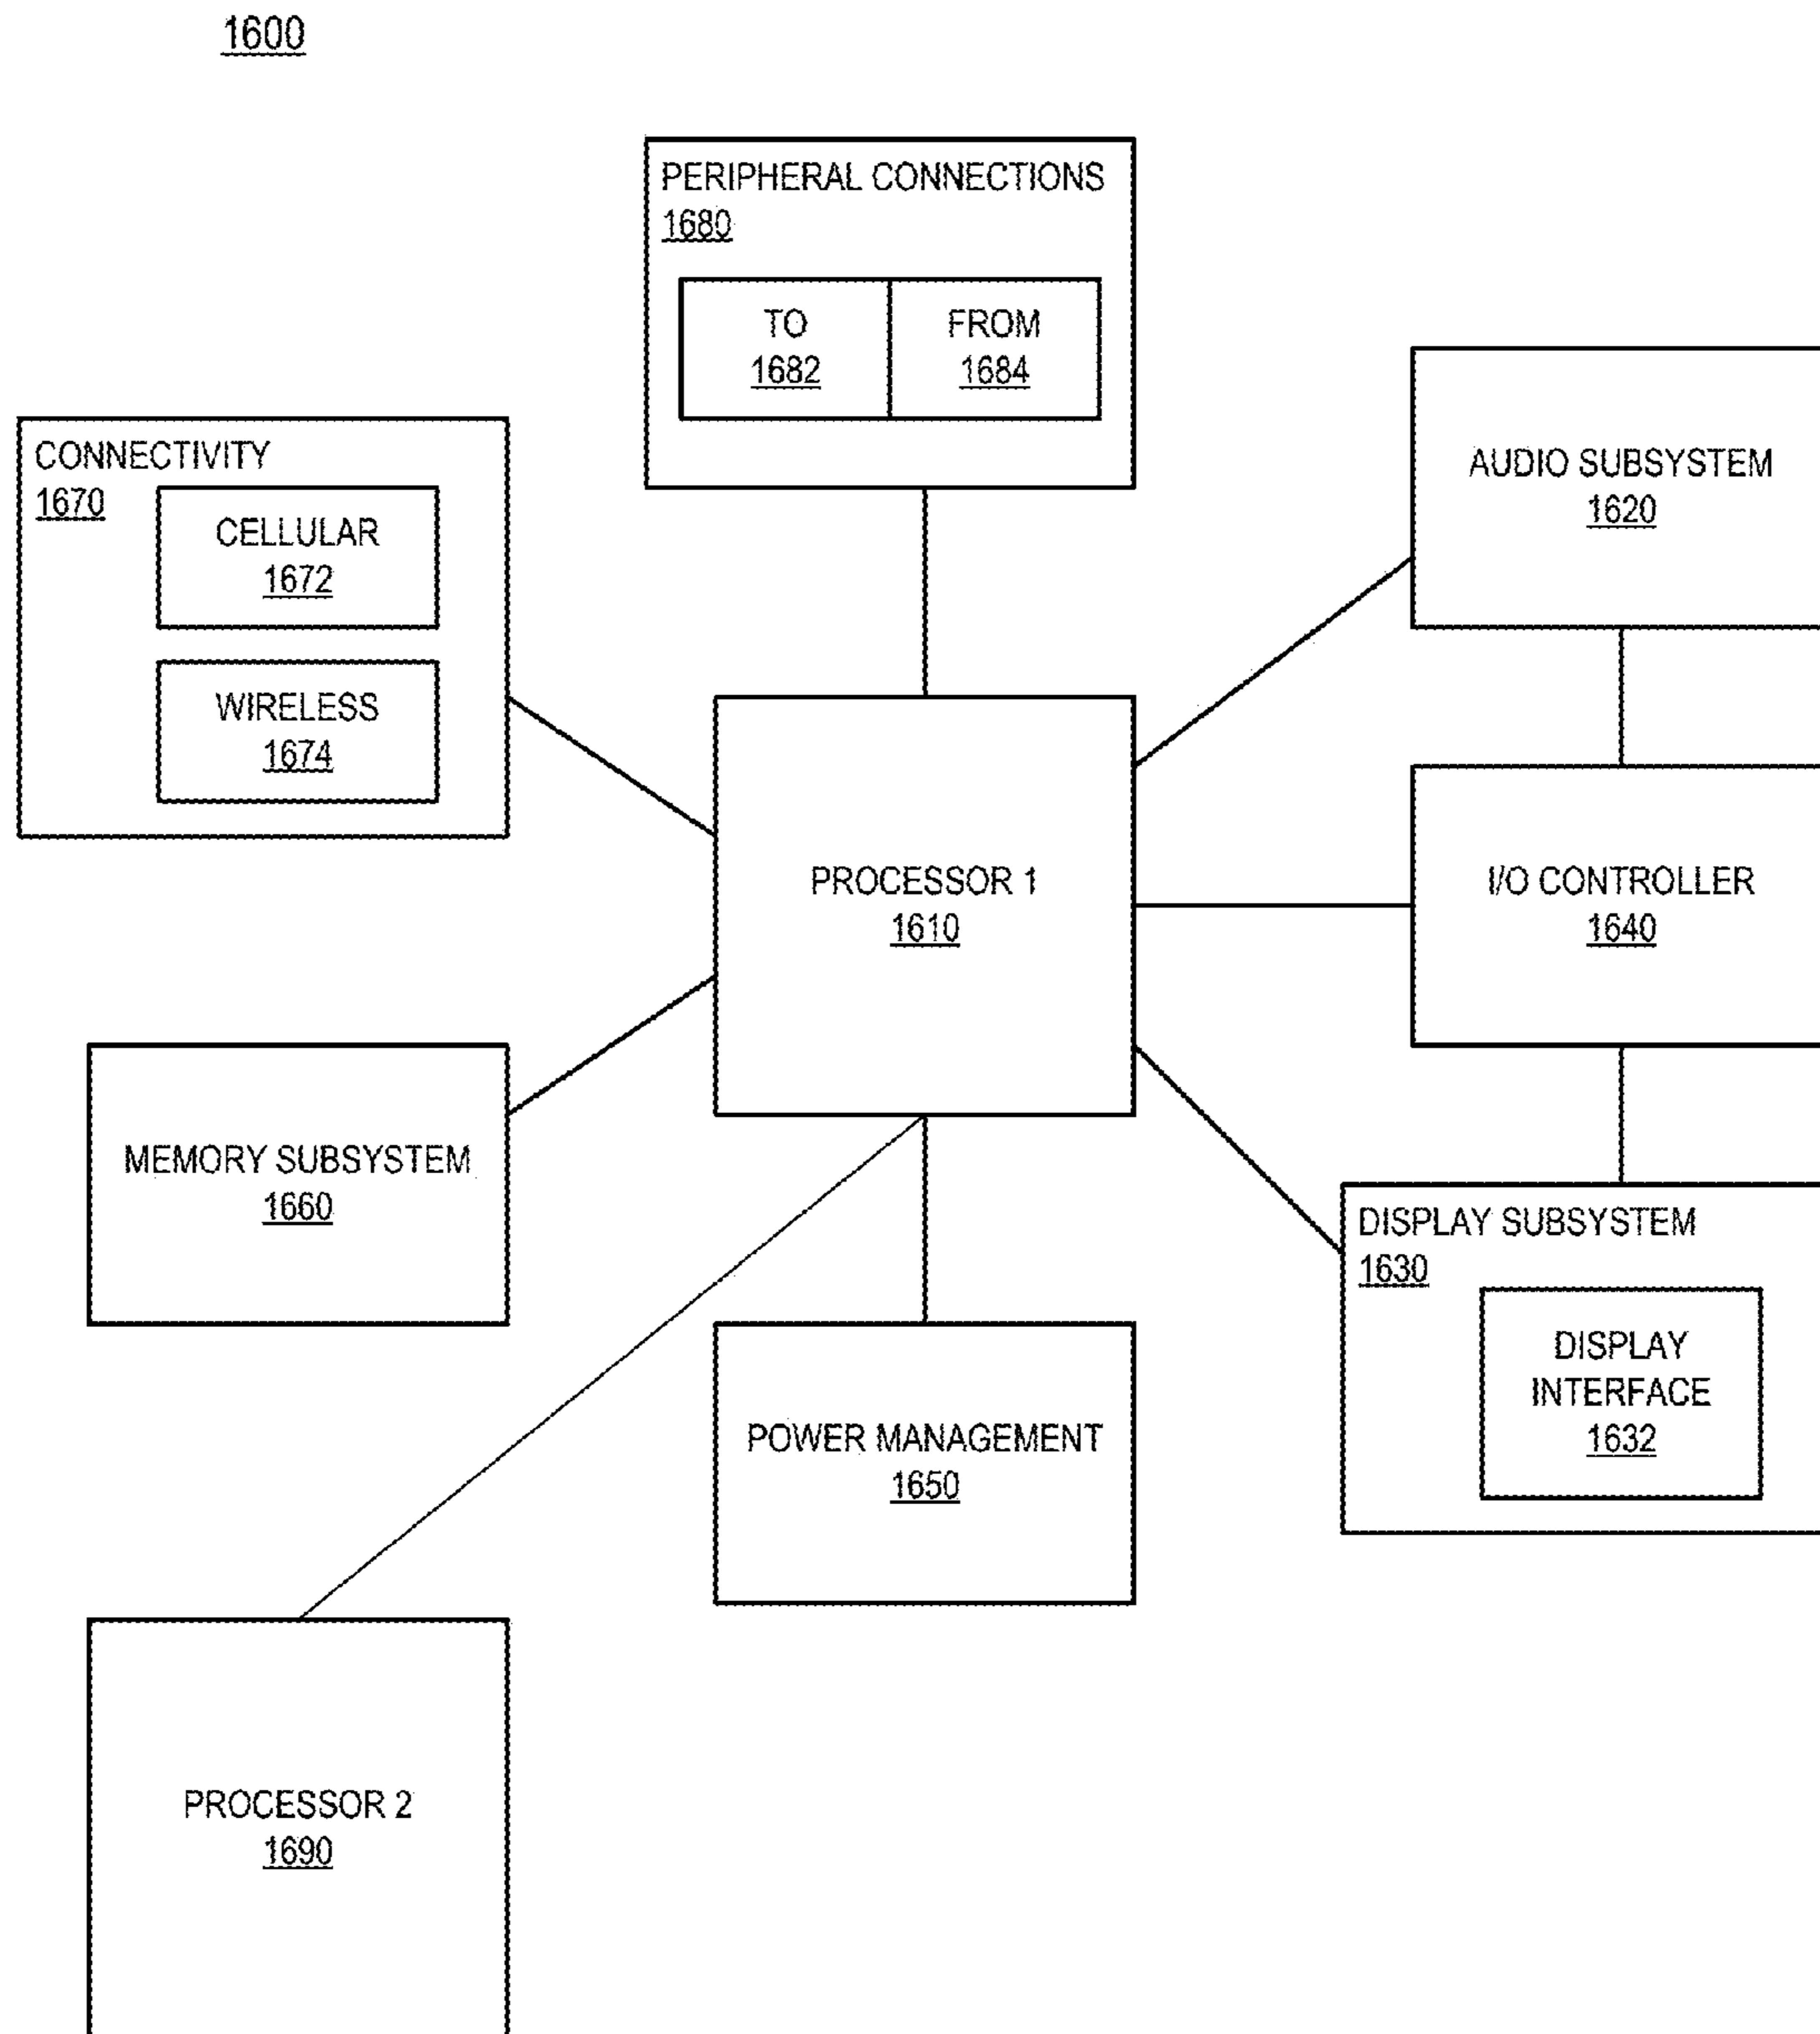 1600
PERIPHERAL CONNECTIONS
1680
TO
1682
FROM
1684
CONNECTIVITY
1670
CELLULAR
1672
WIRELESS
1674
AUDIO SUBSYSTEM
1620
PROCESSOR 1
1610
I/O CONTROLLER
1640
MEMORY SUBSYSTEM
1660
DISPLAY SUBSYSTEM
1630
DISPLAY
INTERFACE
1632
POWER MANAGEMENT
1650
PROCESSOR 2
1690